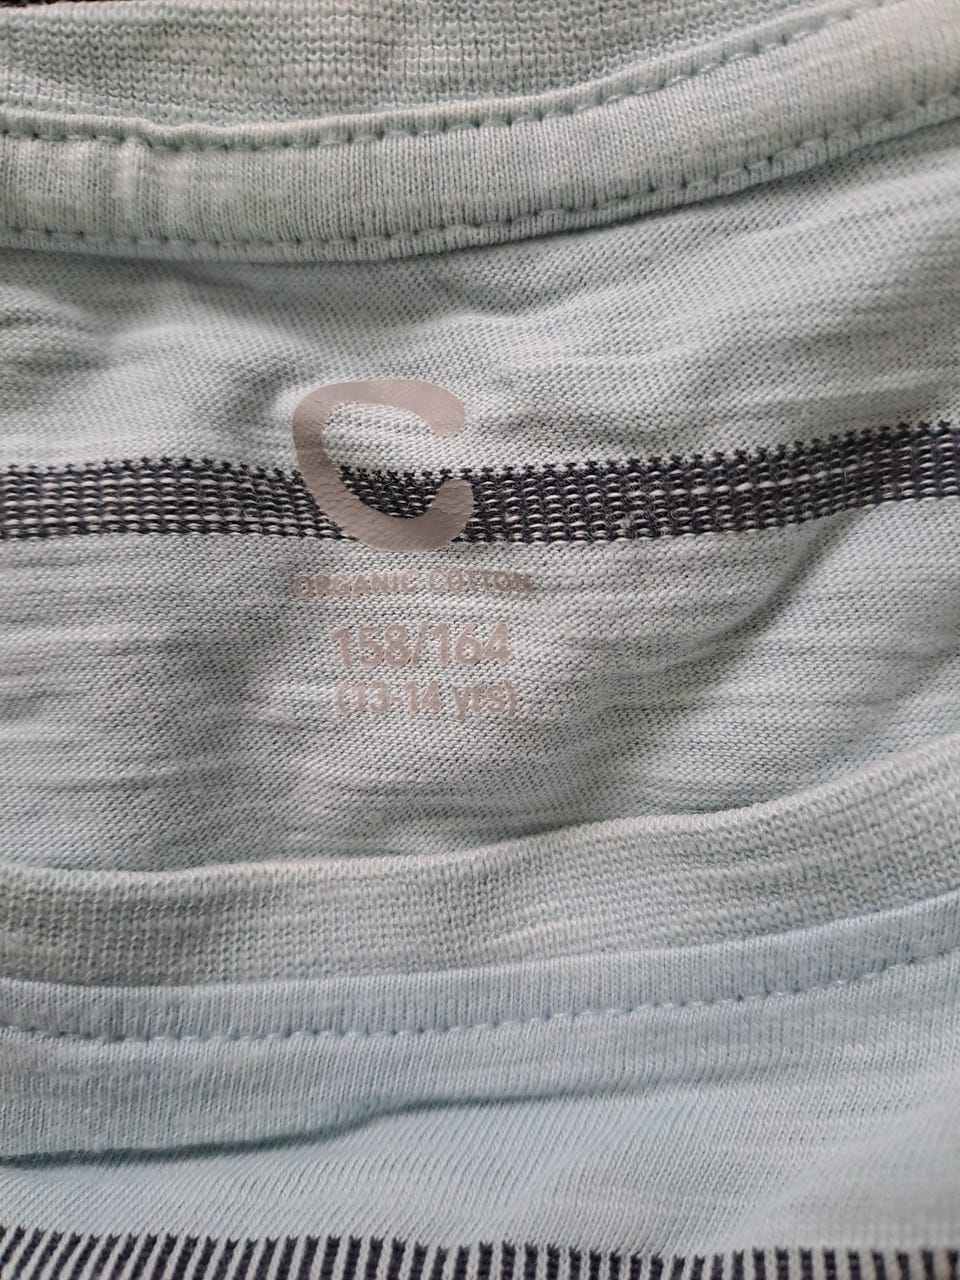 C
ORGANIC COTTON
158/164
(13-14 yrs)